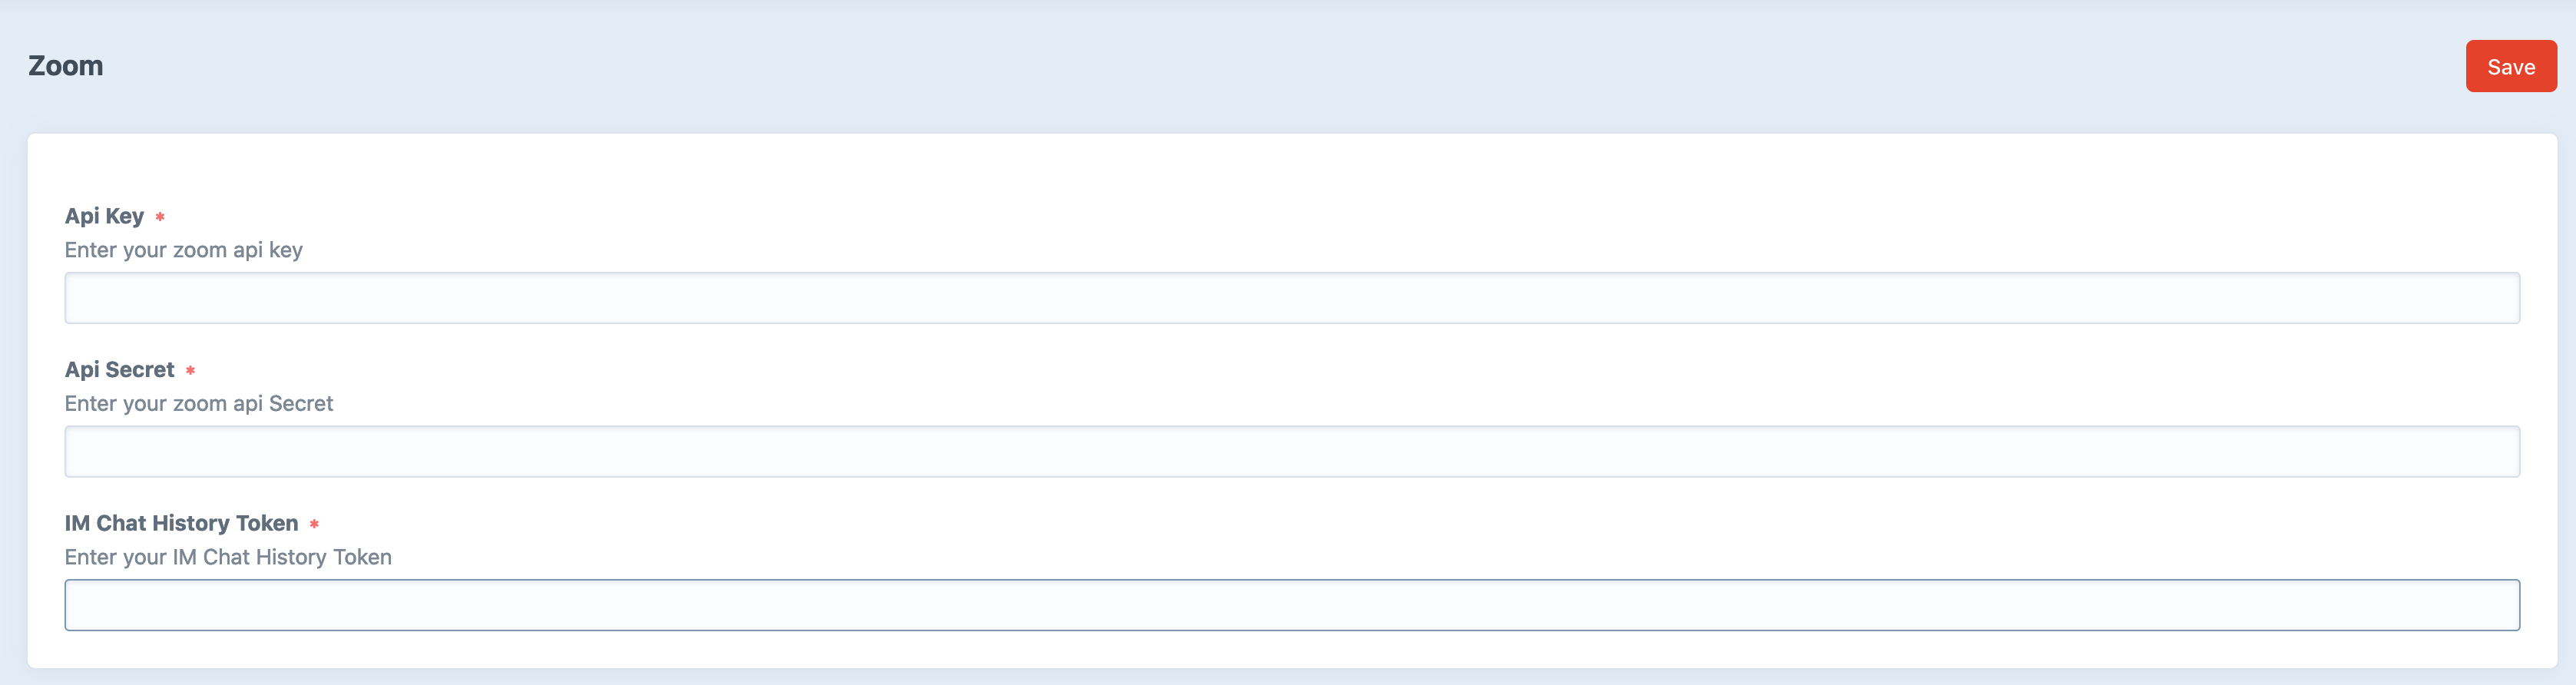 Zoom
Save
Api Key *
Enter your zoom api key
Api Secret *
Enter your zoom api Secret
IM Chat History Token *
Enter your IM Chat History Token